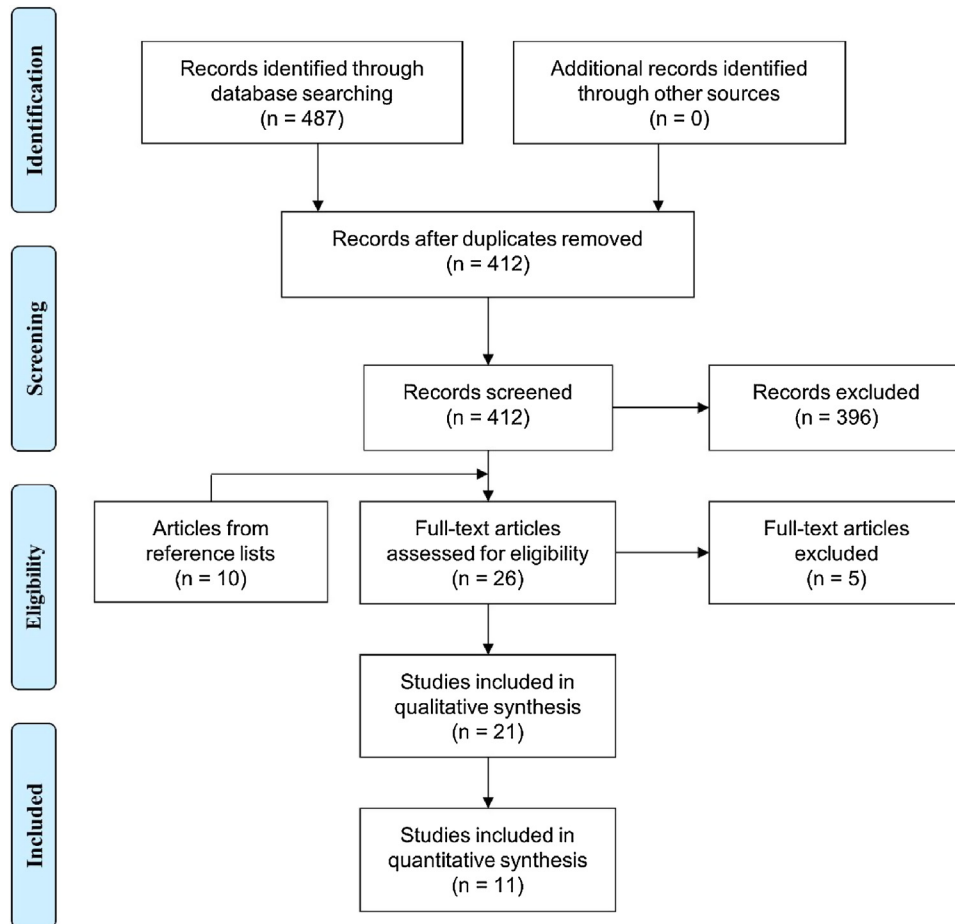 Identification
Records identified through
database searching
(n = 487)
Additional records identified
through other sources
(n = 0)
Records after duplicates removed
(n = 412)
Screening
Records screened
(n = 412)
Records excluded
(n = 396)
Eligibility
Articles from
reference lists
(n = 10)
Full-text articles
assessed for eligibility
(n = 26)
Full-text articles
excluded
(n = 5)
Studies included in
qualitative synthesis
(n = 21)
Included
Studies included in
quantitative synthesis
(n = 11)